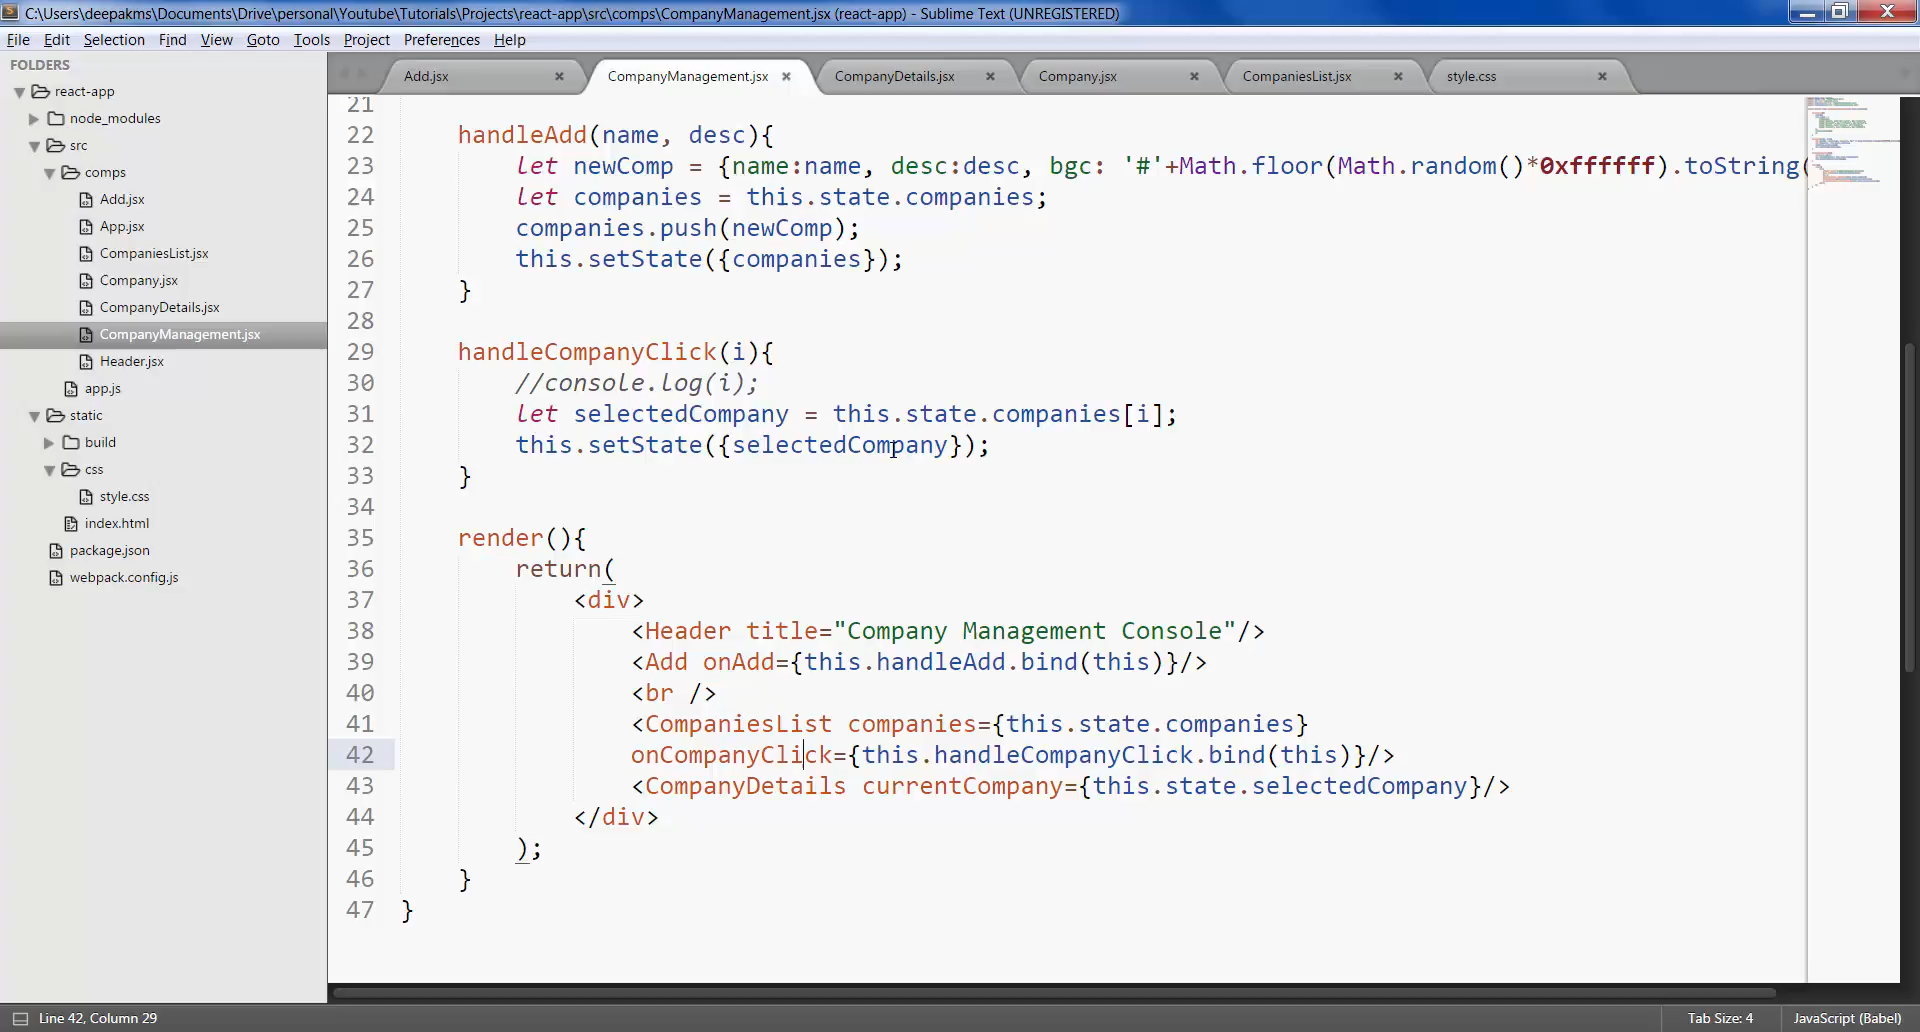 C:\Users\deepakms\Documents\Drive\personal\Youtube\Tutorials\Projects\react-app\src\comps\CompanyManagement.jsx (react-app) - Sublime Text (UNREGISTERED)
File Edit Selection Find View Goto Tools Project Preferences Help
FOLDERS
react-app
node_modules
src
comps
Add.jsx
App.jsx
CompaniesList.jsx
Company.jsx
CompanyDetails.jsx
CompanyManagement.jsx
Header.jsx
app.js
static
build
css
style.css
index.html
package.json
webpack.config.js
Add.jsx CompanyManagement.jsx CompanyDetails.jsx Company.jsx CompaniesList.jsx style.css
21
22 handleAdd(name, desc){
23 let newComp = {name:name, desc:desc, bgc: '#'+Math.floor(Math.random()*0xffffff).toString(
24 let companies = this.state.companies;
25 companies.push(newComp);
26 this.setState({companies});
27 }
28
29 handleCompanyClick(i){
30 //console.log(i);
31 let selectedCompany = this.state.companies[i];
32 this.setState({selectedCompany});
33 }
34
35 render(){
36 return(
37 <div>
38 <Header title="Company Management Console"/>
39 <Add onAdd={this.handleAdd.bind(this)}/>
40 <br />
41 <CompaniesList companies={this.state.companies}
42 onCompanyClick={this.handleCompanyClick.bind(this)}/>
43 <CompanyDetails currentCompany={this.state.selectedCompany}/>
44 </div>
45 );
46 }
47 }
Line 42, Column 29
Tab Size: 4
JavaScript (Babel)